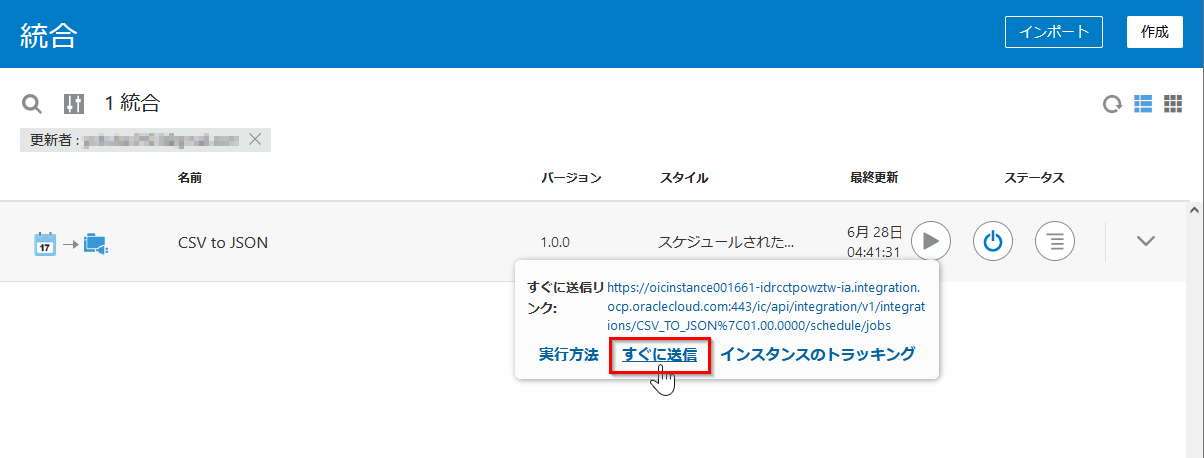 統合
インポート
作成
1 統合
更新者 :
名前 バージョン スタイル 最終更新 ステータス
17
CSV to JSON 1.0.0 スケジュールされた...
6月 28日
04:41:31
すぐに送信リ
ンク:
https://oicinstance001661-idrcctpowztw-ia.integration.
ocp.oraclecloud.com:443/ic/api/integration/v1/integr
ations/CSV_TO_JSON%7C01.00.0000/schedule/jobs
実行方法 すぐに送信 インスタンスのトラッキング